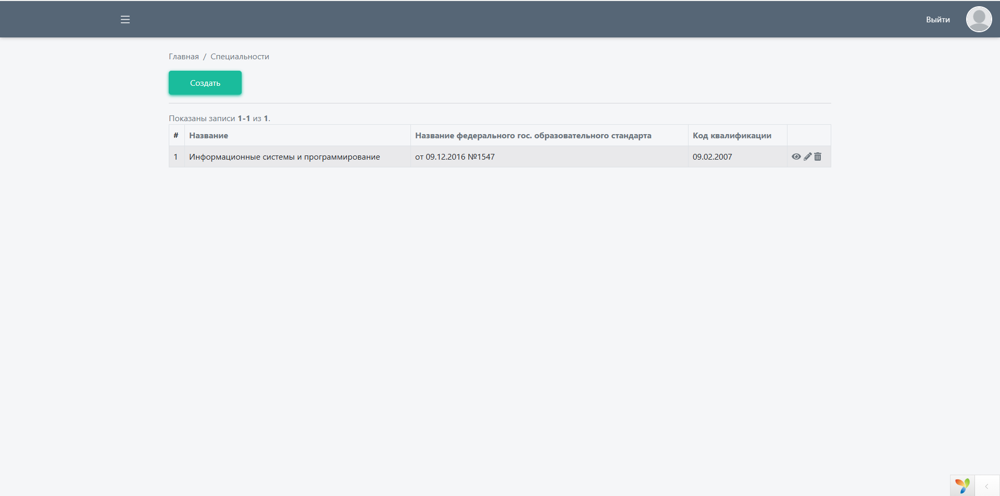 Выйти
Главная / Специальности
Создать
Показаны записи 1-1 из 1.
# Название Название федерального гос. образовательного стандарта Код квалификации
1 Информационные системы и программирование от 09.12.2016 №1547 09.02.2007